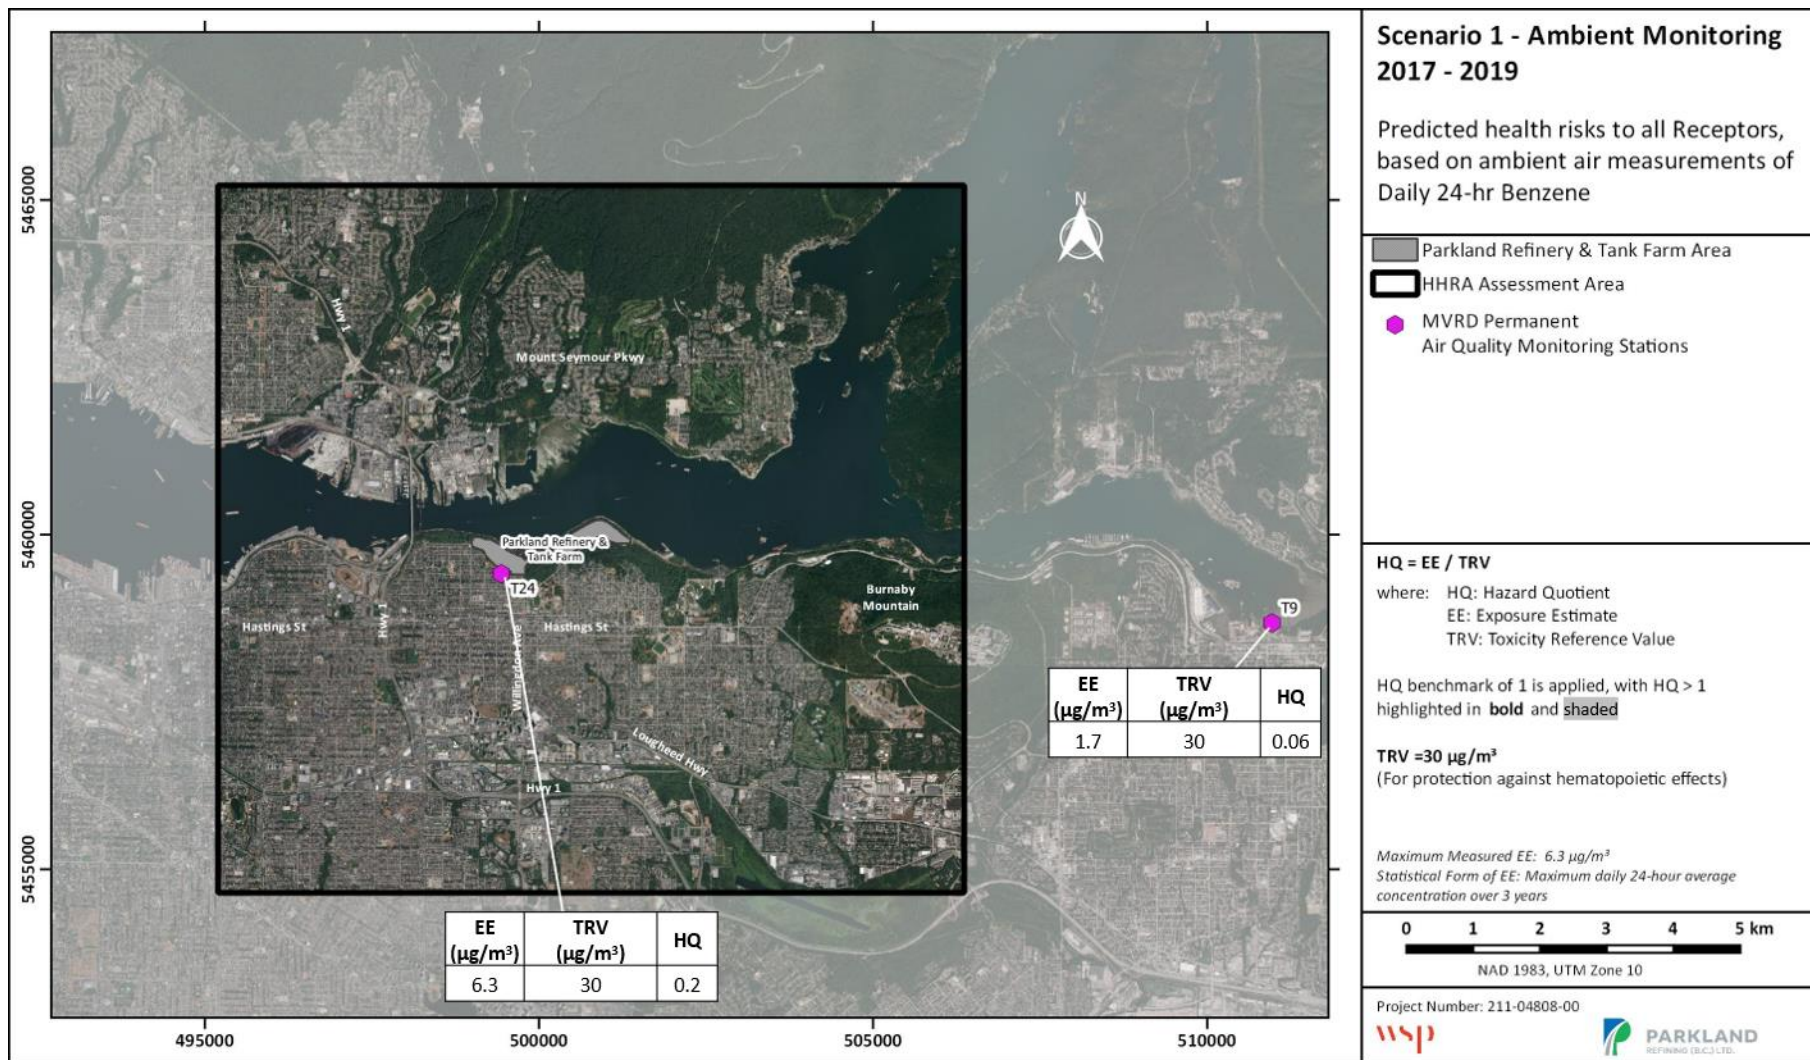 Scenario 1 - Ambient Monitoring
2017 - 2019
Predicted health risks to all Receptors,
based on ambient air measurements of
Daily 24-hr Benzene
Parkland Refinery & Tank Farm Area
HHRA Assessment Area
MVRD Permanent
Air Quality Monitoring Stations
HQ = EE / TRV
where: HQ: Hazard Quotient
EE: Exposure Estimate
TRV: Toxicity Reference Value
HQ benchmark of 1 is applied, with HQ > 1
highlighted in bold and shaded
TRV =30 µg/m³
(For protection against hematopoietic effects)
Maximum Measured EE: 6.3 µg/m³
Statistical Form of EE: Maximum daily 24-hour average
concentration over 3 years
0 1 2 3 4 5 km
NAD 1983, UTM Zone 10
Project Number: 211-04808-00
wsp
PARKLAND
REFINING (B.C.) LTD.
5465000
5460000
5455000
495000 500000 505000 510000
N
Hwy 1
Mount Seymour Pkwy
Parkland Refinery &
Tank Farm
T24
Burnaby
Mountain
T9
Hastings St
Hwy 1
Hastings St
Willingdon Ave
Lougheed Hwy
Hwy 1
EE (µg/m³) TRV (µg/m³) HQ
1.7 30 0.06
EE (µg/m³) TRV (µg/m³) HQ
6.3 30 0.2